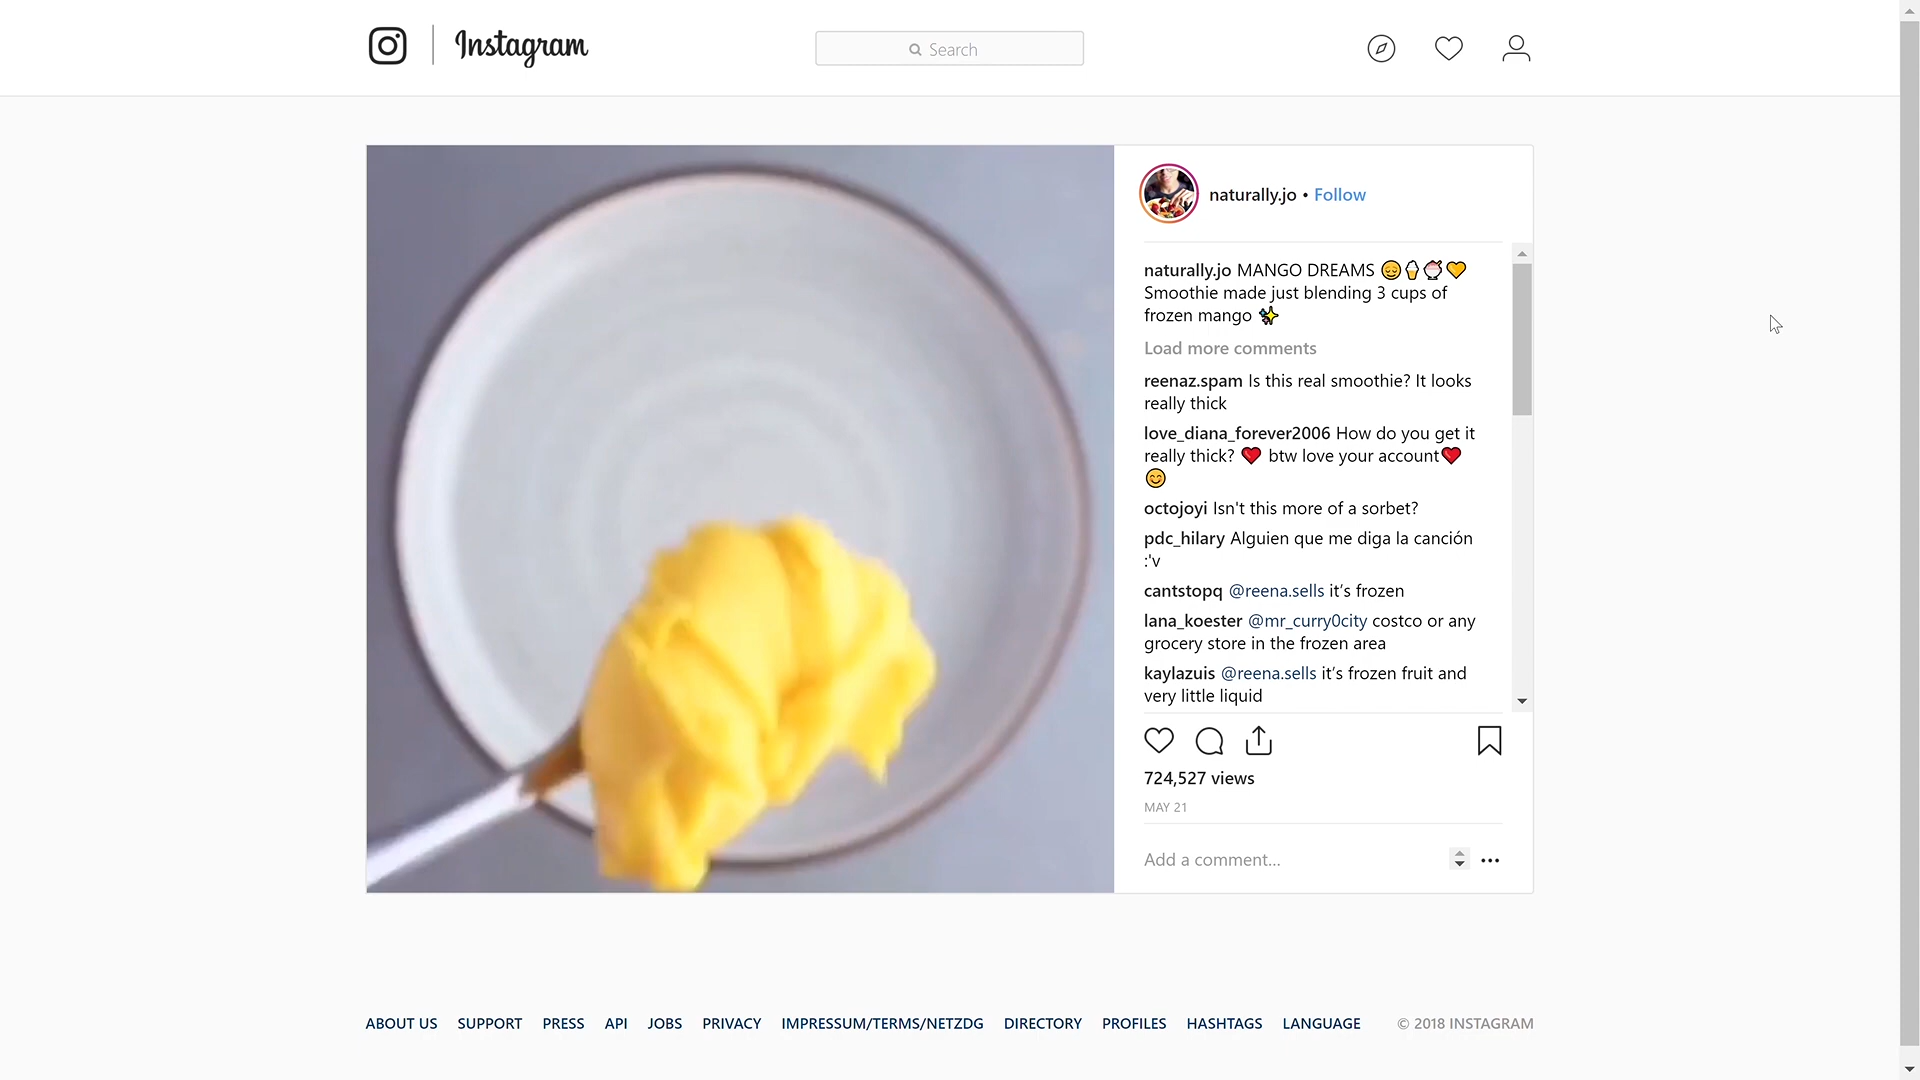 Instagram
Search
naturally.jo • Follow
naturally.jo MANGO DREAMS 😌🍦🍧💛
Smoothie made just blending 3 cups of
frozen mango ✨
Load more comments
reenaz.spam Is this real smoothie? It looks
really thick
love_diana_forever2006 How do you get it
really thick? ❤️ btw love your account❤️
😊
octojoyi Isn't this more of a sorbet?
pdc_hilary Alguien que me diga la canción
:'v
cantstopq @reena.sells it’s frozen
lana_koester @mr_curry0city costco or any
grocery store in the frozen area
kaylazuis @reena.sells it’s frozen fruit and
very little liquid
724,527 views
MAY 21
Add a comment...
ABOUT US SUPPORT PRESS API JOBS PRIVACY IMPRESSUM/TERMS/NETZDG DIRECTORY PROFILES HASHTAGS LANGUAGE © 2018 INSTAGRAM